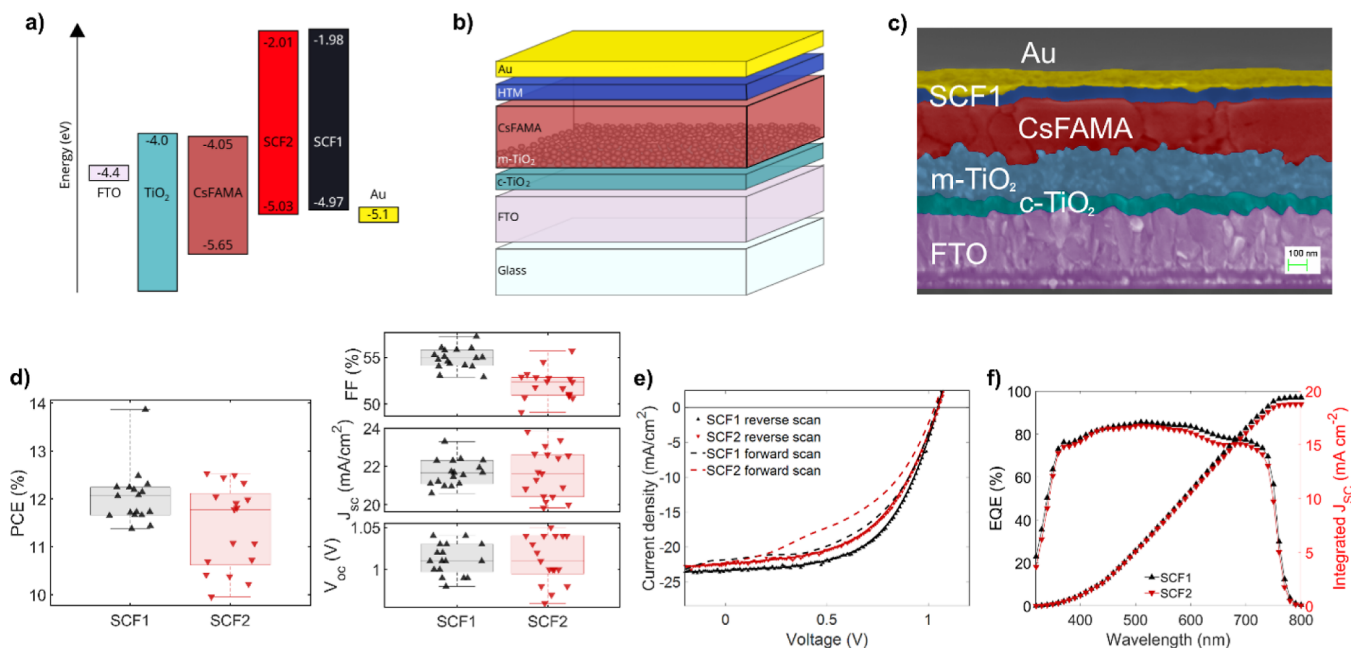 a)
Energy (eV)
-4.4
FTO
-4.0
TiO2
-4.05
CsFAMA
-5.65
-2.01
SCF2
-5.03
-1.98
SCF1
-4.97
Au
-5.1
b)
Au
HTM
CsFAMA
m-TiO2
c-TiO2
FTO
Glass
c)
Au
SCF1
CsFAMA
m-TiO2
c-TiO2
FTO
100 nm
d)
PCE (%)
14
13
12
11
10
SCF1 SCF2
FF (%)
55
50
Jsc (mA/cm2)
24
22
20
Voc (V)
1.05
1
SCF1 SCF2
e)
Current density (mA/cm2)
0
-5
-10
-15
-20
-25
SCF1 reverse scan
SCF2 reverse scan
SCF1 forward scan
SCF2 forward scan
0 0.5 1
Voltage (V)
f)
EQE (%)
100
80
60
40
20
0
SCF1
SCF2
20
15
10
5
0
Integrated JSC (mA cm-2)
400 500 600 700 800
Wavelength (nm)